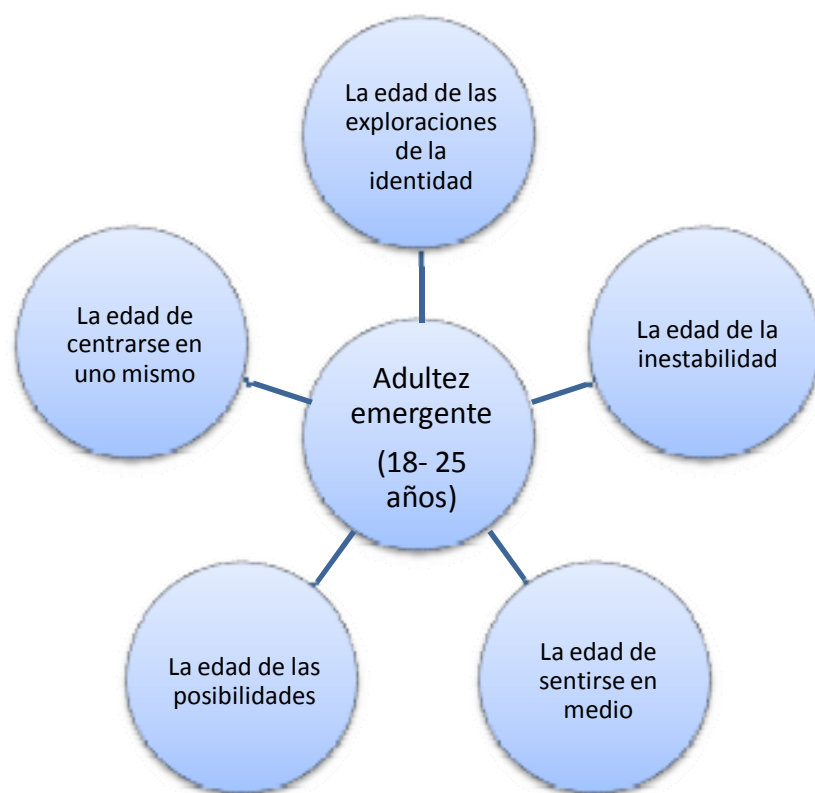 La edad de las
exploraciones
de la
identidad
La edad de
centrarse en
uno mismo
La edad de la
inestabilidad
Adultez
emergente
(18- 25
años)
La edad de las
posibilidades
La edad de
sentirse en
medio